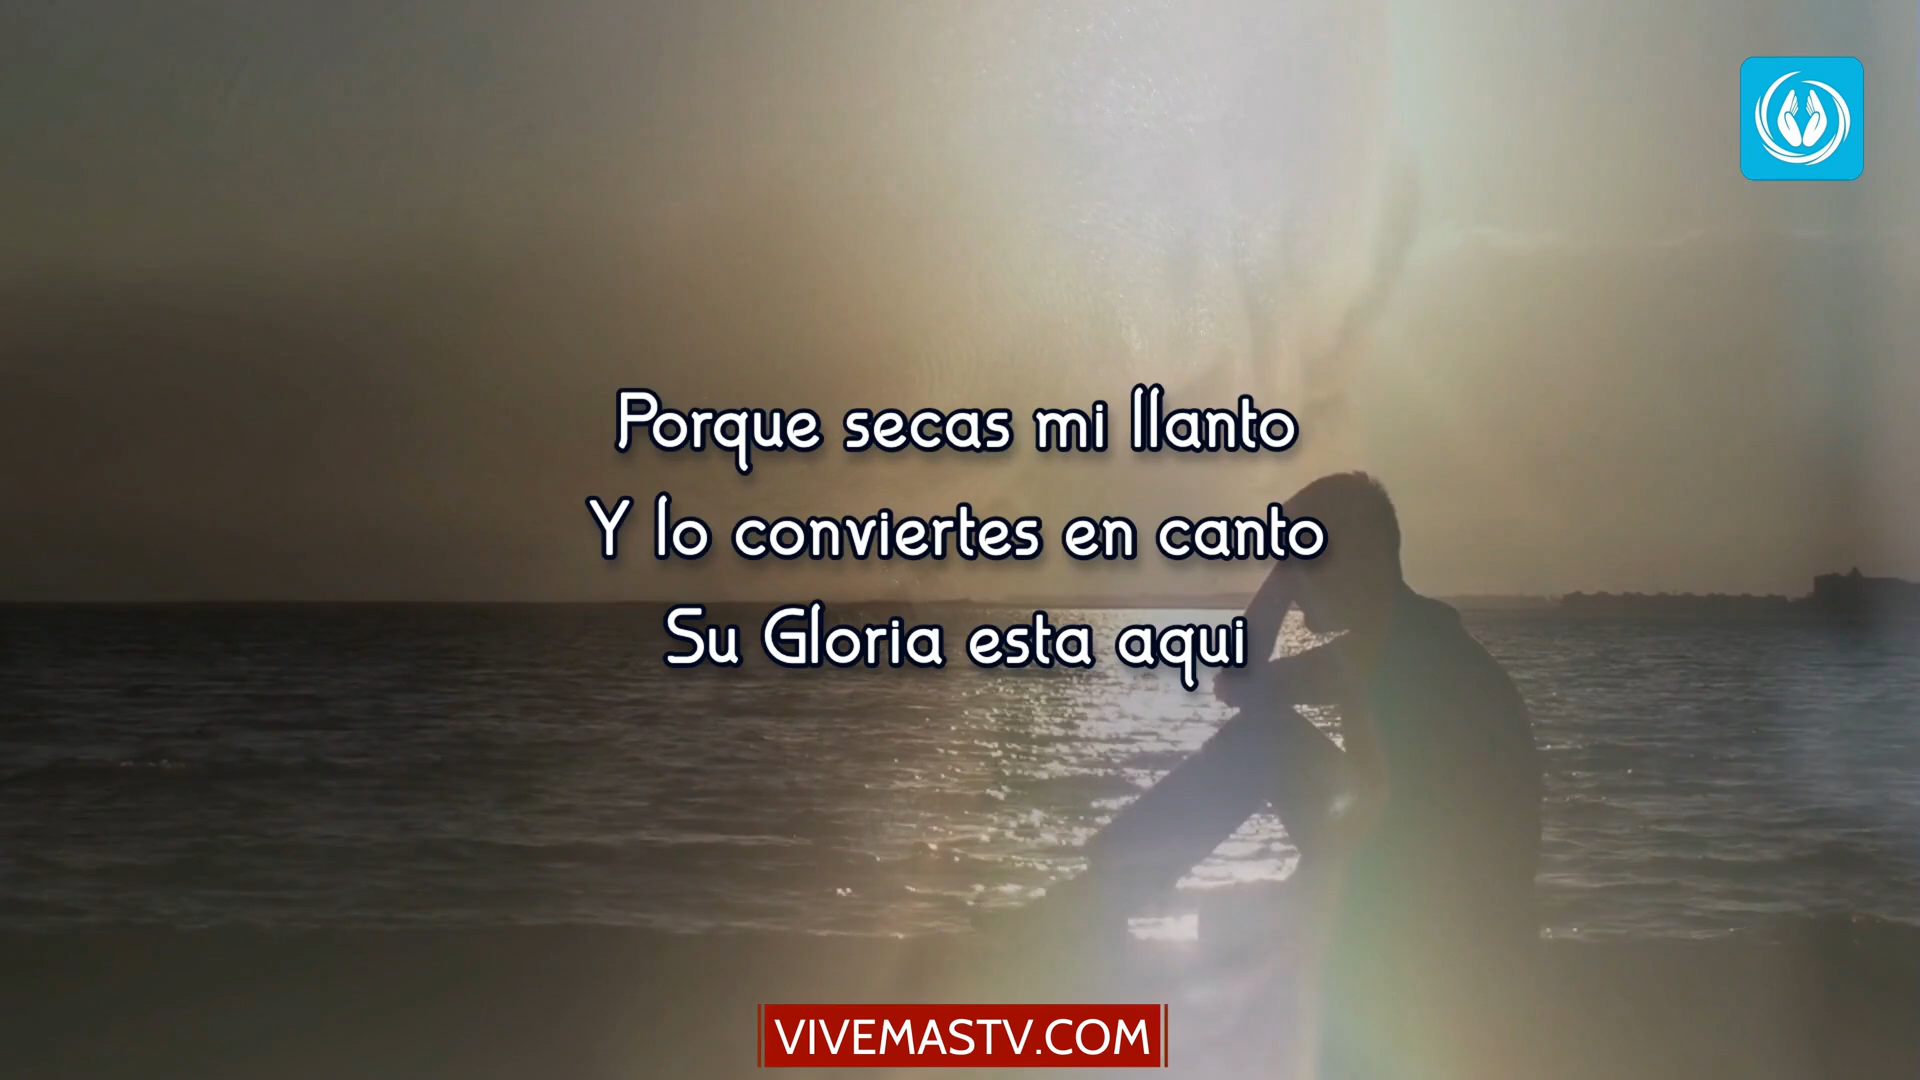 Porque secas mi llanto
Y lo conviertes en canto
Su Gloria esta aqui
VIVEMASTV.COM